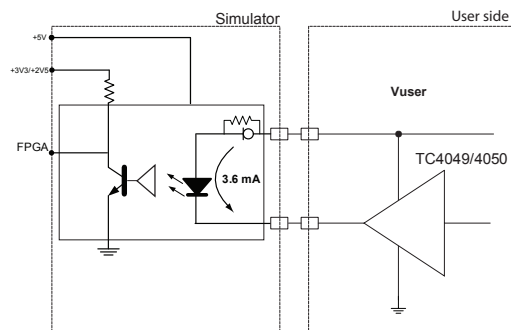 Simulator
User side
+5V
+3V3/+2V5
Vuser
FPGA
TC4049/4050
3.6 mA